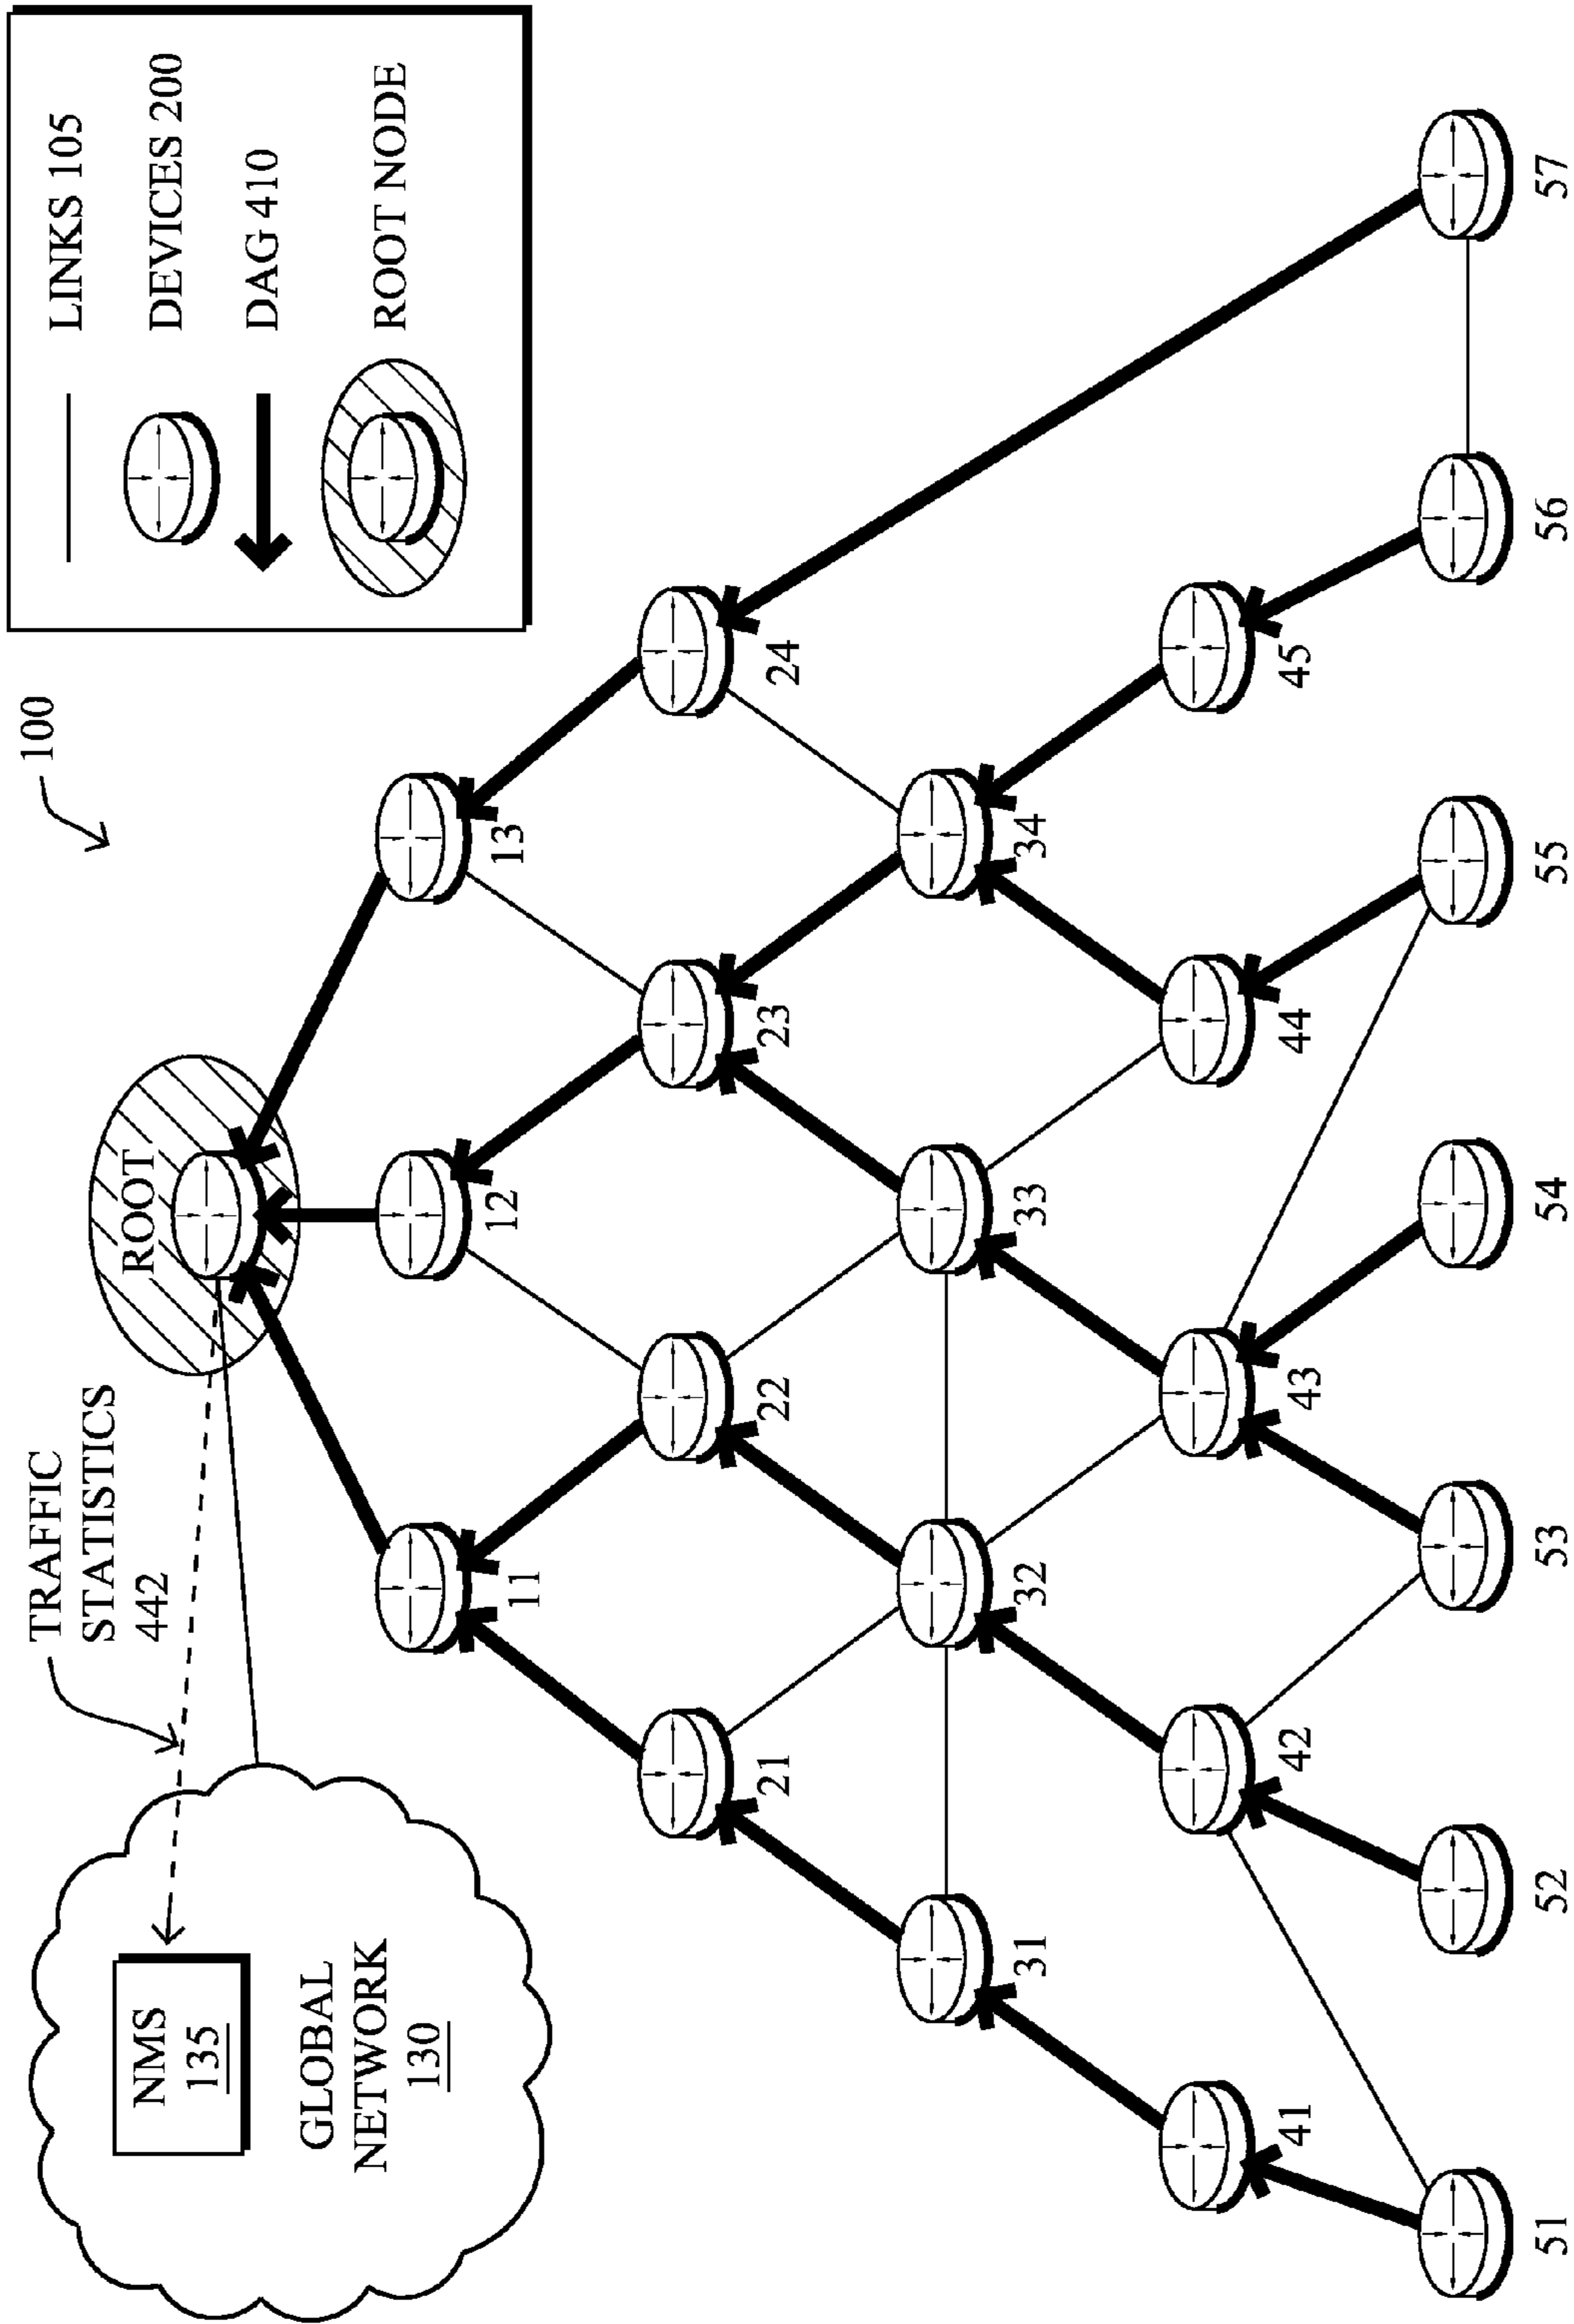 100
LINKS 105
DEVICES 200
DAG 410
ROOT NODE
TRAFFIC
STATISTICS
442
ROOT
NMS
135
GLOBAL
NETWORK
130
11
12
13
21
22
23
24
31
32
33
34
41
42
43
44
45
51
52
53
54
55
56
57